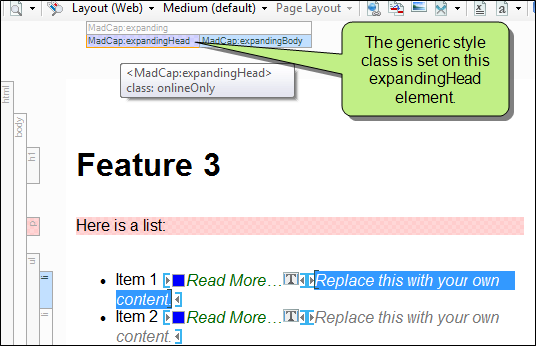 Layout (Web)
Medium (default)
Page Layout
MadCap:expanding
MadCap:expandingHead
MadCap:expandingBody
<MadCap:expandingHead>
class: onlineOnly
The generic style
class is set on this
expandingHead
element.
html
body
h1
p
ul
li
Feature 3
Here is a list:
• Item 1 Read More… T Replace this with your own
content.
• Item 2 Read More… T Replace this with your own
content.